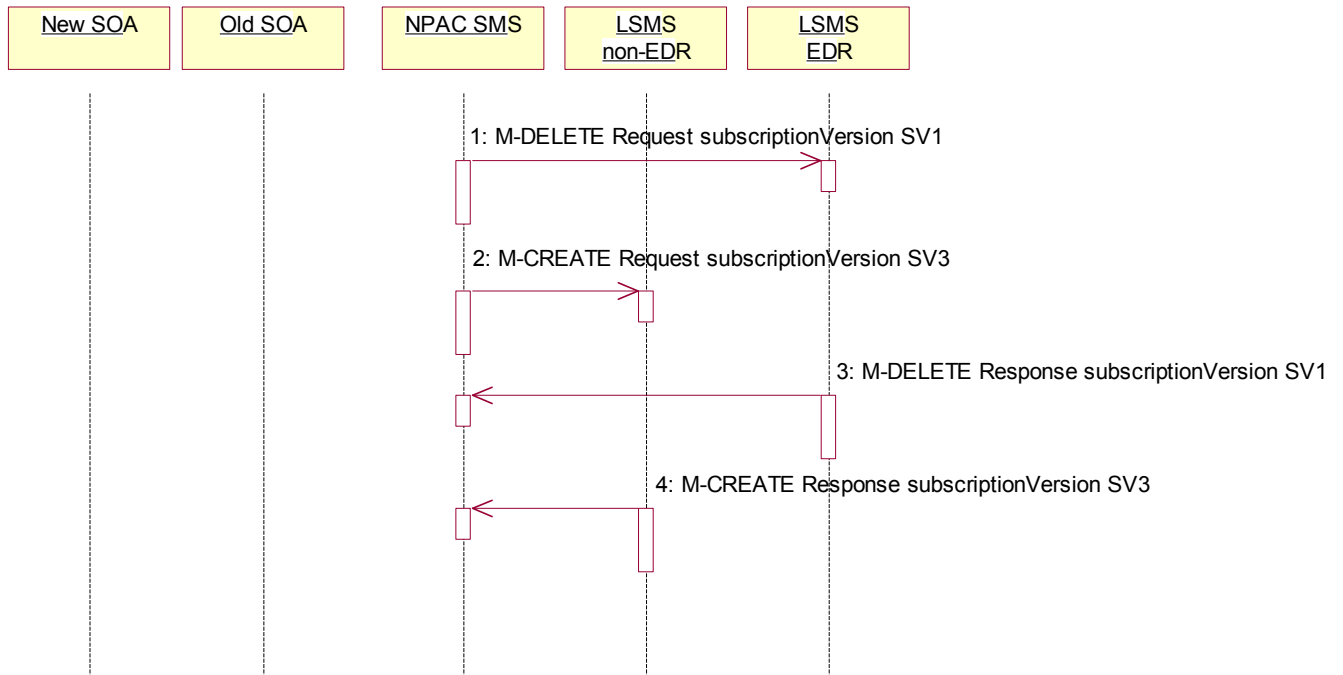 New SOA
Old SOA
NPAC SMS
LSMS
non-EDR
LSMS
EDR
1: M-DELETE Request subscriptionVersion SV1
2: M-CREATE Request subscriptionVersion SV3
3: M-DELETE Response subscriptionVersion SV1
4: M-CREATE Response subscriptionVersion SV3